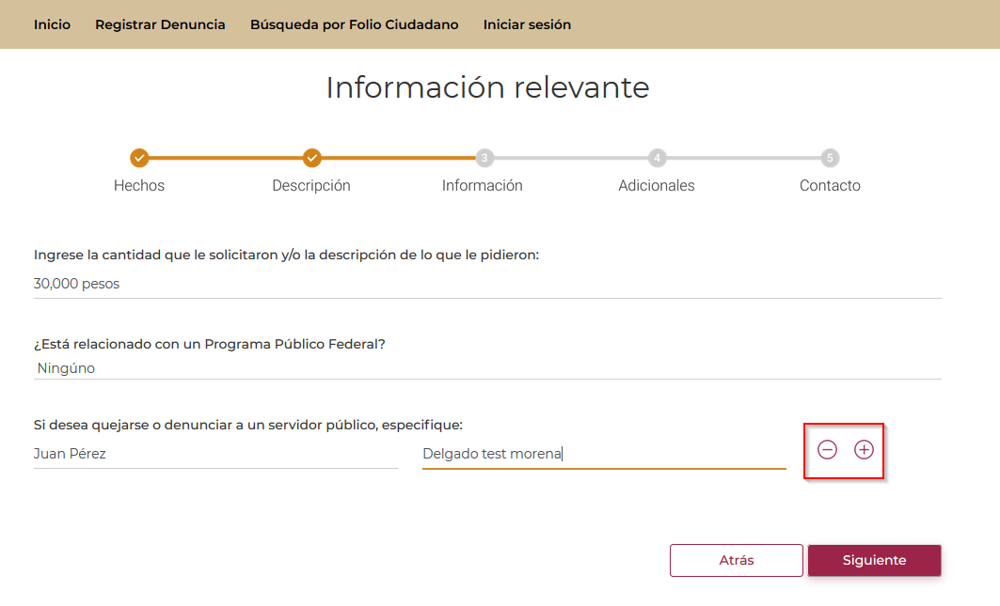 Inicio Registrar Denuncia Búsqueda por Folio Ciudadano Iniciar sesión
Información relevante
3 4 5
Hechos Descripción Información Adicionales Contacto
Ingrese la cantidad que le solicitaron y/o la descripción de lo que le pidieron:
30,000 pesos
¿Está relacionado con un Programa Público Federal?
Ningúno
Si desea quejarse o denunciar a un servidor público, especifique:
Juan Pérez Delgado test morena
Atrás Siguiente